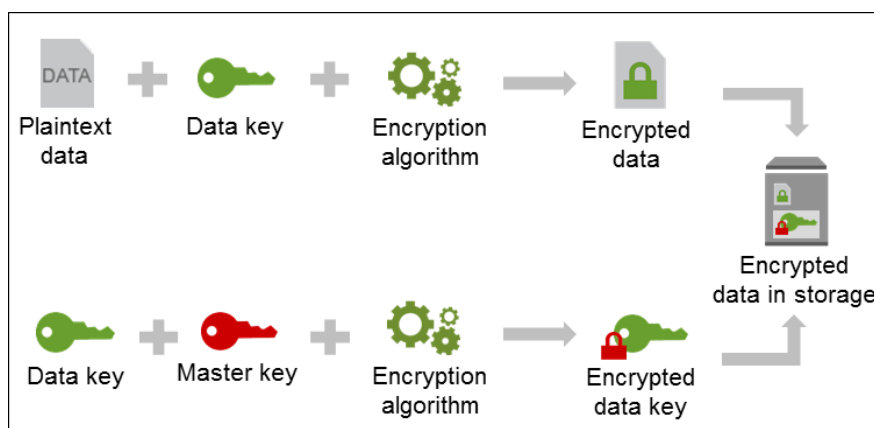 DATA
Plaintext
data
Data key
Encryption
algorithm
Encrypted
data
Encrypted
data in storage
Data key
Master key
Encryption
algorithm
Encrypted
data key